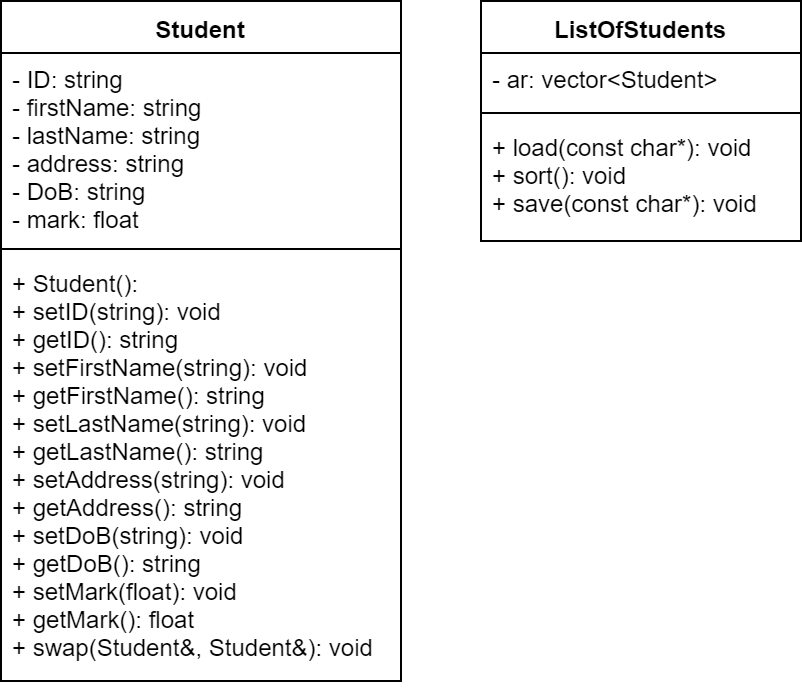 Student
- ID: string
- firstName: string
- lastName: string
- address: string
- DoB: string
- mark: float
+ Student():
+ setID(string): void
+ getID(): string
+ setFirstName(string): void
+ getFirstName(): string
+ setLastName(string): void
+ getLastName(): string
+ setAddress(string): void
+ getAddress(): string
+ setDoB(string): void
+ getDoB(): string
+ setMark(float): void
+ getMark(): float
+ swap(Student&, Student&): void
ListOfStudents
- ar: vector<Student>
+ load(const char*): void
+ sort(): void
+ save(const char*): void